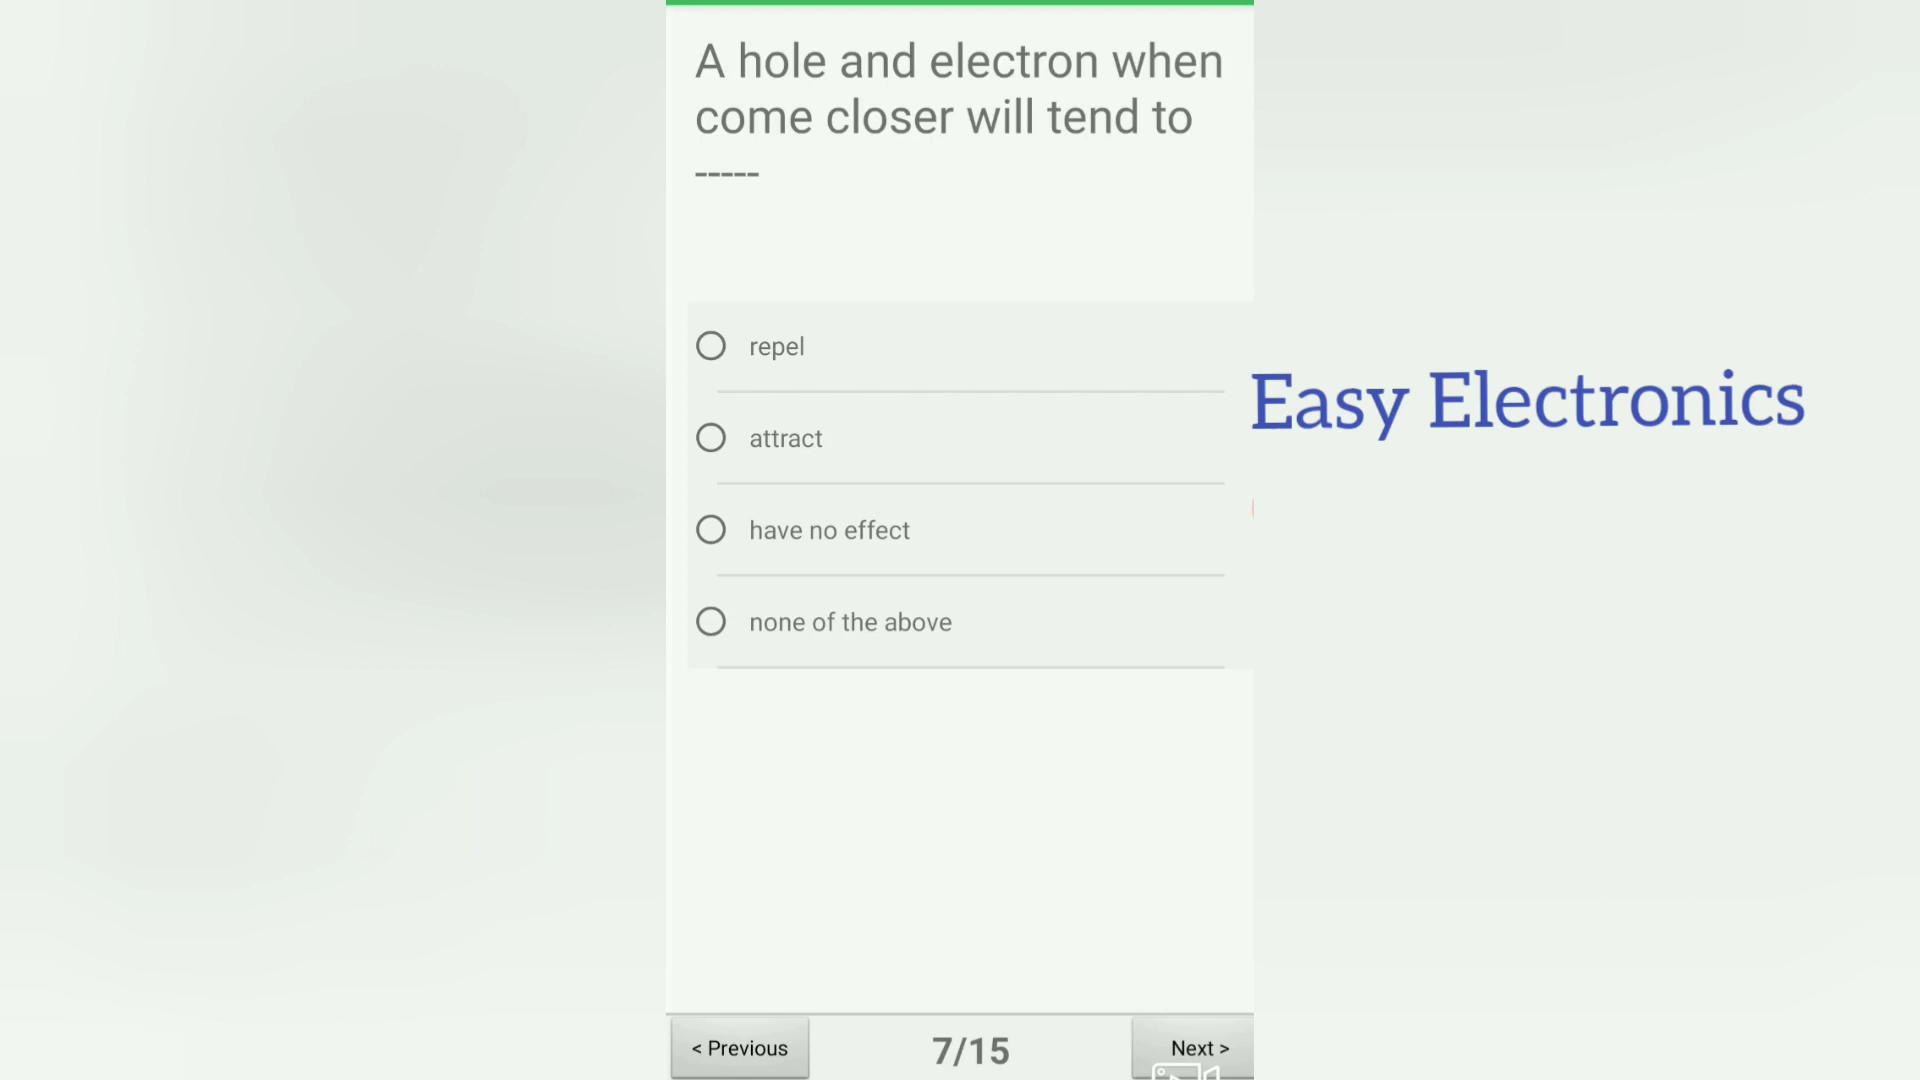 A hole and electron when
come closer will tend to
-----
repel
attract
have no effect
none of the above
Easy Electronics
< Previous
7/15
Next >